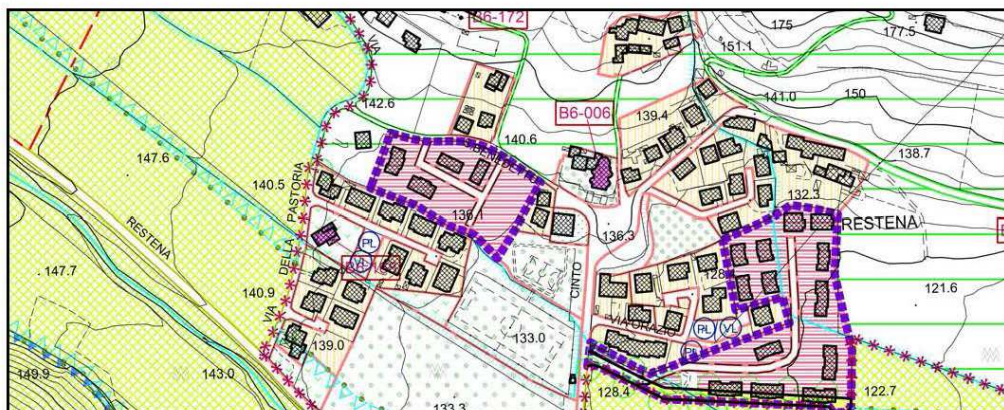 B6-172
175
177.5
151.1
VIA
142.6
141.0
150
B6-006
139.4
140.6
138.7
147.6
140.5
PASTORIA
136.1
132.3
RESTENA
136.3
RESTENA
DELLA
PL
VL
147.7
CINTO
121.6
140.9
VIA
VIA ORAZIO
PL
VL
139.0
133.0
PL
149.9
143.0
128.4
122.7
133.3